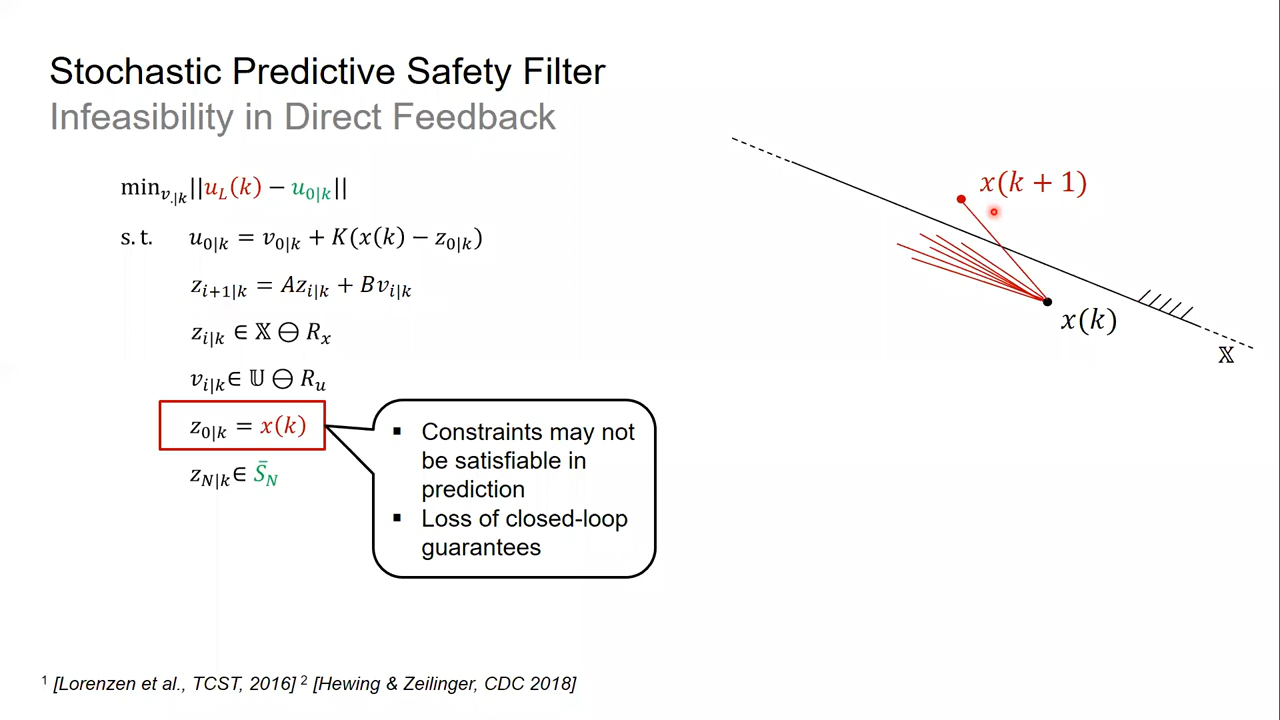 Stochastic Predictive Safety Filter
Infeasibility in Direct Feedback
min_{v_{.|k}} ||u_L(k) − u_{0|k}||
s.t. u_{0|k} = v_{0|k} + K(x(k) − z_{0|k})
z_{i+1|k} = Az_{i|k} + Bv_{i|k}
z_{i|k} ∈ 𝕏 ⊖ R_x
v_{i|k} ∈ 𝕌 ⊖ R_u
z_{0|k} = x(k)
z_{N|k} ∈ S̄_N
▪ Constraints may not
be satisfiable in
prediction
▪ Loss of closed-loop
guarantees
x(k + 1)
x(k)
𝕏
¹ [Lorenzen et al., TCST, 2016] ² [Hewing & Zeilinger, CDC 2018]